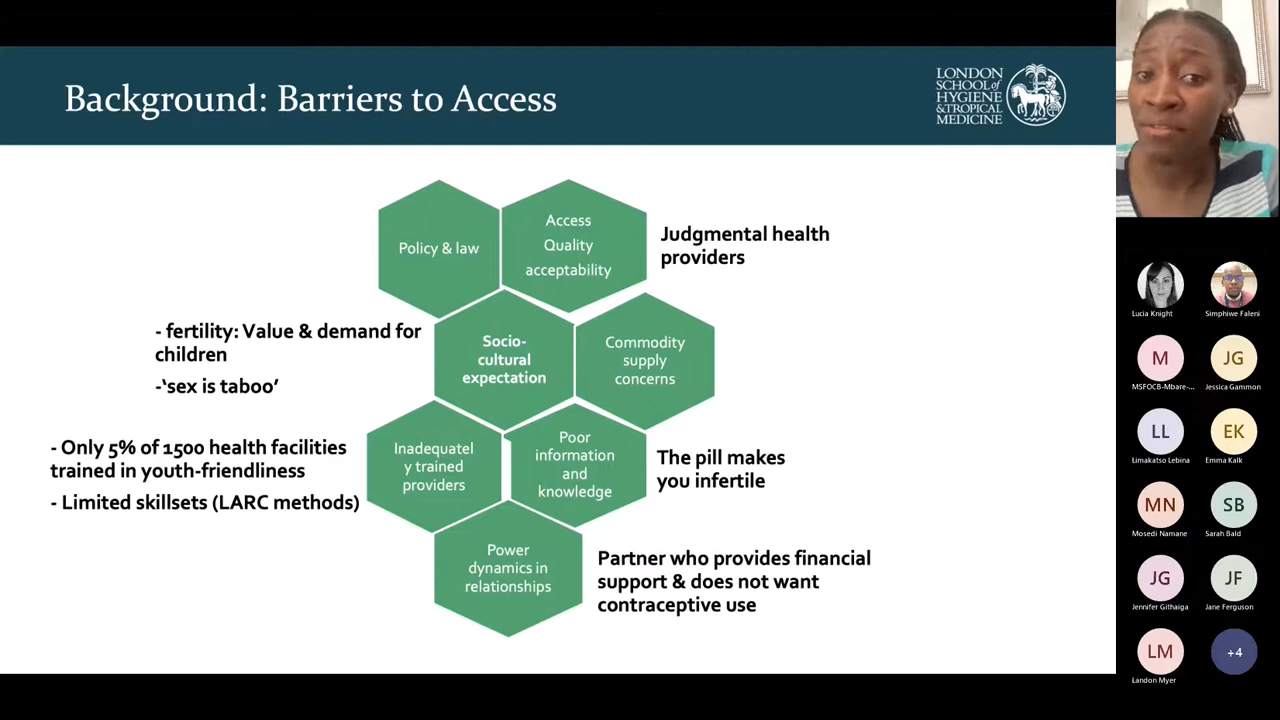 Background: Barriers to Access
LONDON
SCHOOL of
HYGIENE
& TROPICAL
MEDICINE
Policy & law
Access
Quality
acceptability
Judgmental health
providers
- fertility: Value & demand for
children
-‘sex is taboo’
Socio-
cultural
expectation
Commodity
supply
concerns
- Only 5% of 1500 health facilities
trained in youth-friendliness
- Limited skillsets (LARC methods)
Inadequatel
y trained
providers
Poor
information
and
knowledge
The pill makes
you infertile
Power
dynamics in
relationships
Partner who provides financial
support & does not want
contraceptive use
Lucia Knight
Simphiwe Faleni
M
JG
MSFOCB-Mbare-...
Jessica Gammon
LL
EK
Limakatso Lebina
Emma Kalk
MN
SB
Mosedi Namane
Sarah Bald
JG
JF
Jennifer Githaiga
Jane Ferguson
LM
+4
Landon Myer